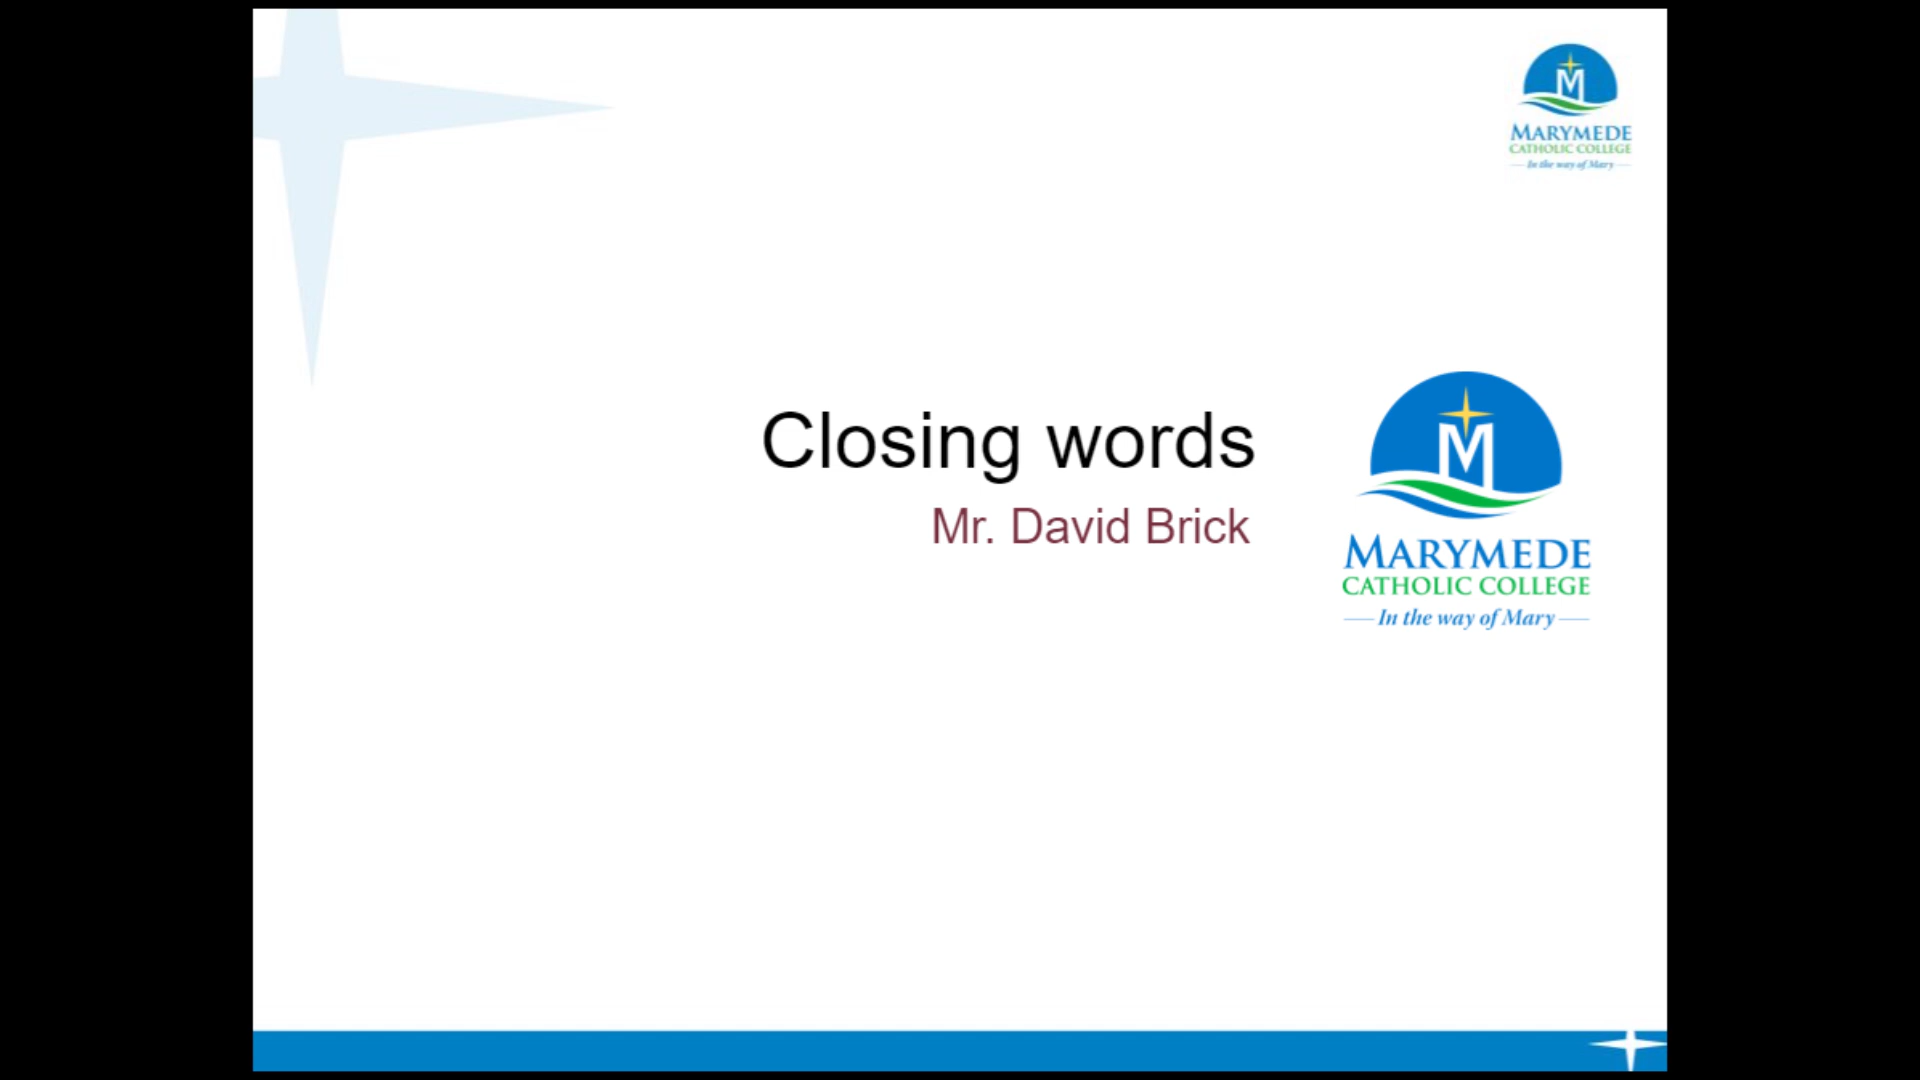 M
MARYMEDE
CATHOLIC COLLEGE
In the way of Mary
Closing words
Mr. David Brick
M
MARYMEDE
CATHOLIC COLLEGE
In the way of Mary